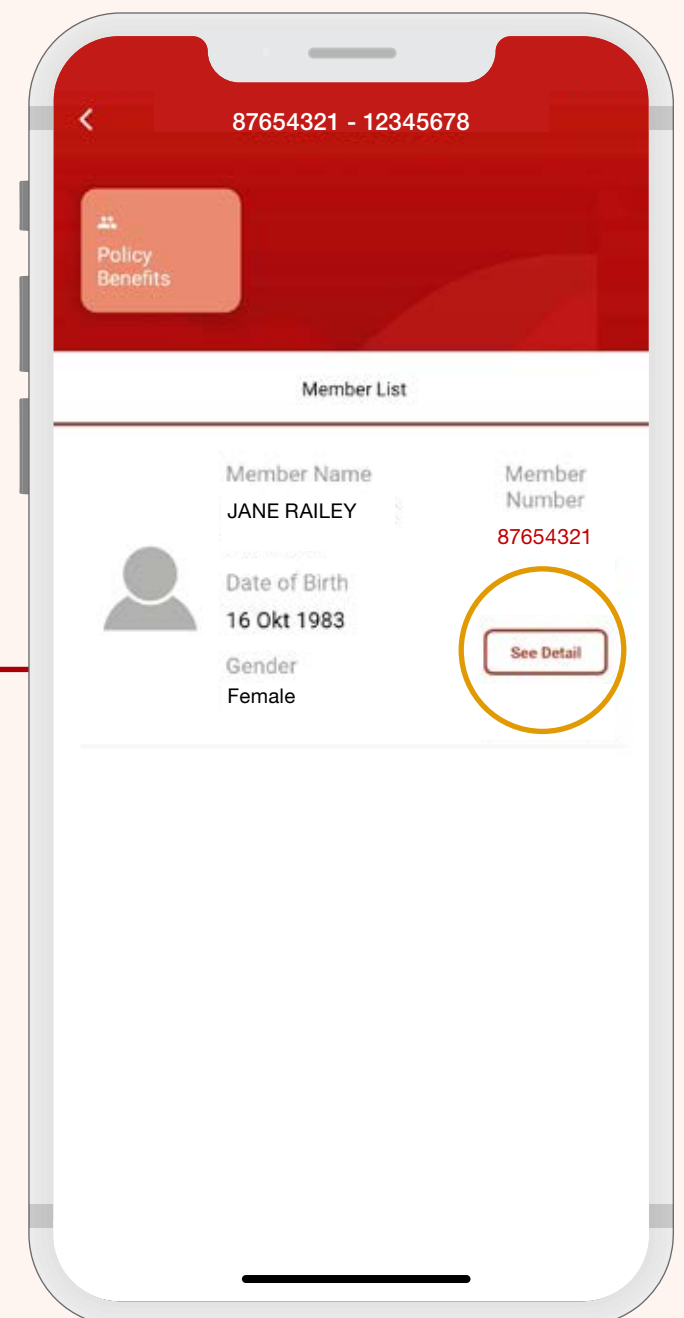 87654321 - 12345678
Policy
Benefits
Member List
Member Name
JANE RAILEY
Member
Number
87654321
Date of Birth
16 Okt 1983
See Detail
Gender
Female